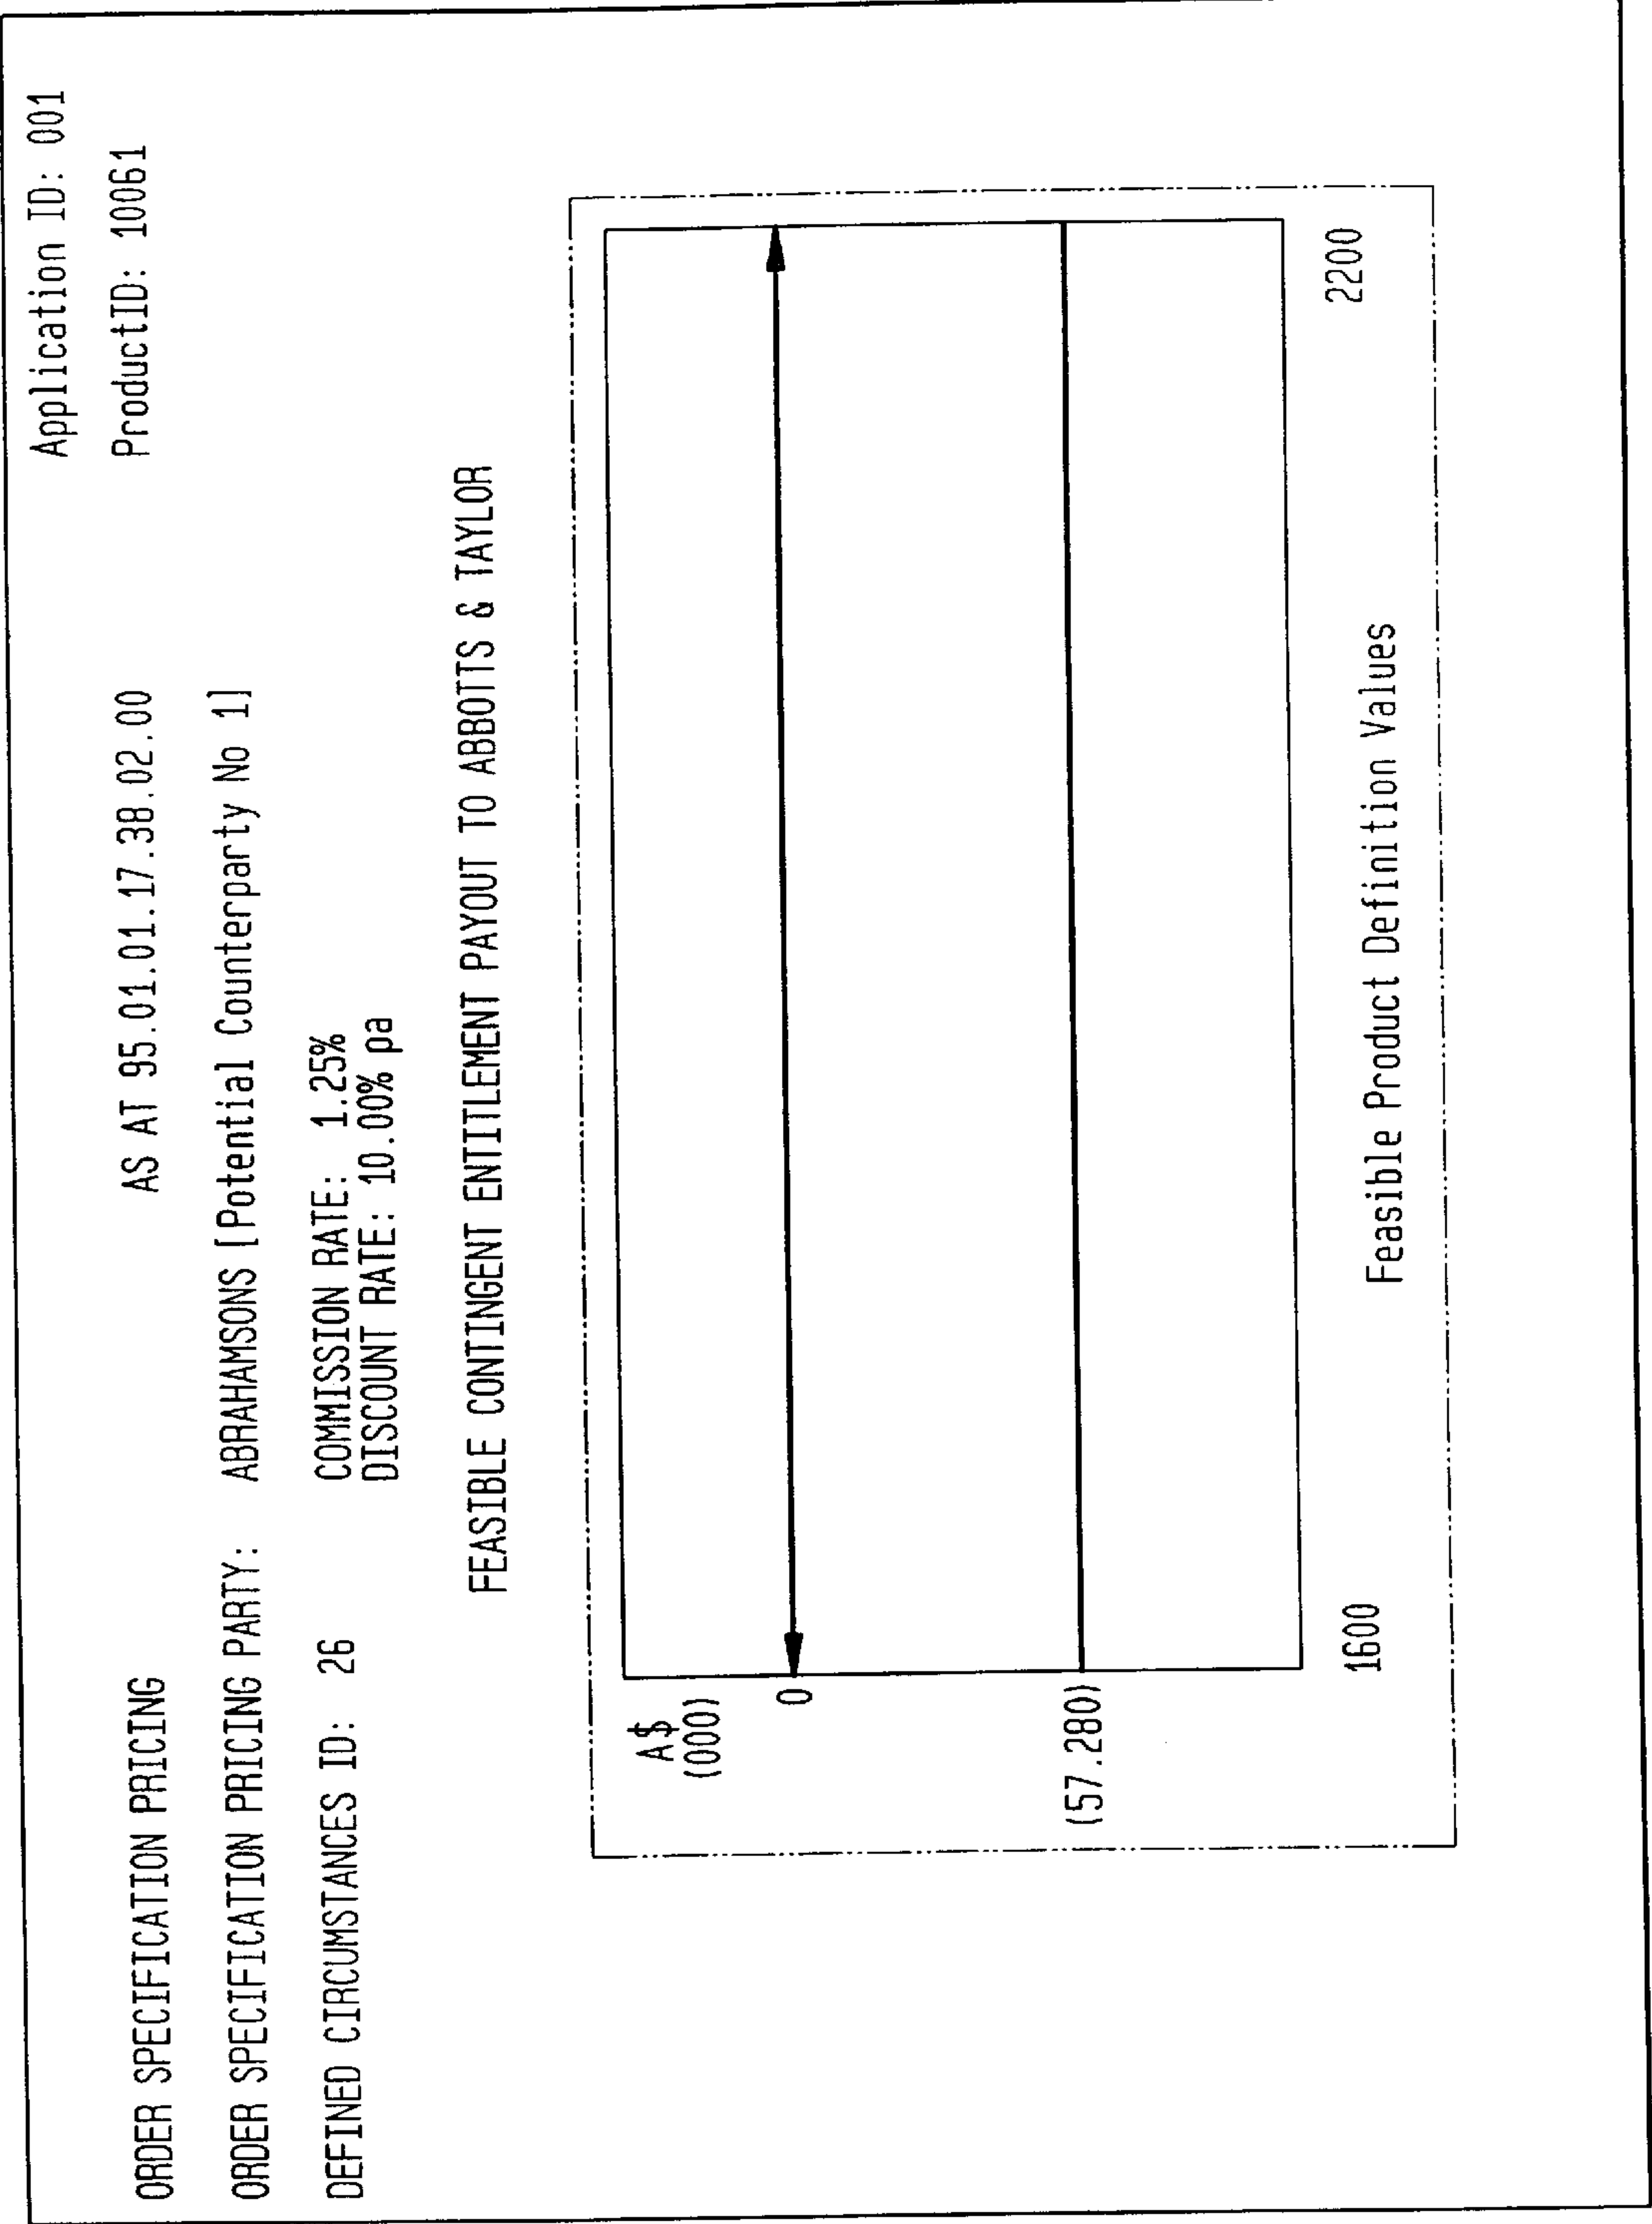 Application ID: 001
ORDER SPECIFICATION PRICING AS AT 95.01.01.17.38.02.00 ProductID: 10061
ORDER SPECIFICATION PRICING PARTY: ABRAHAMSONS [Potential Counterparty No 1]
DEFINED CIRCUMSTANCES ID: 26 COMMISSION RATE: 1.25%
DISCOUNT RATE: 10.00% pa
FEASIBLE CONTINGENT ENTITLEMENT PAYOUT TO ABBOTTS & TAYLOR
A$
(000)
0
(57.280)
1600 2200
Feasible Product Definition Values